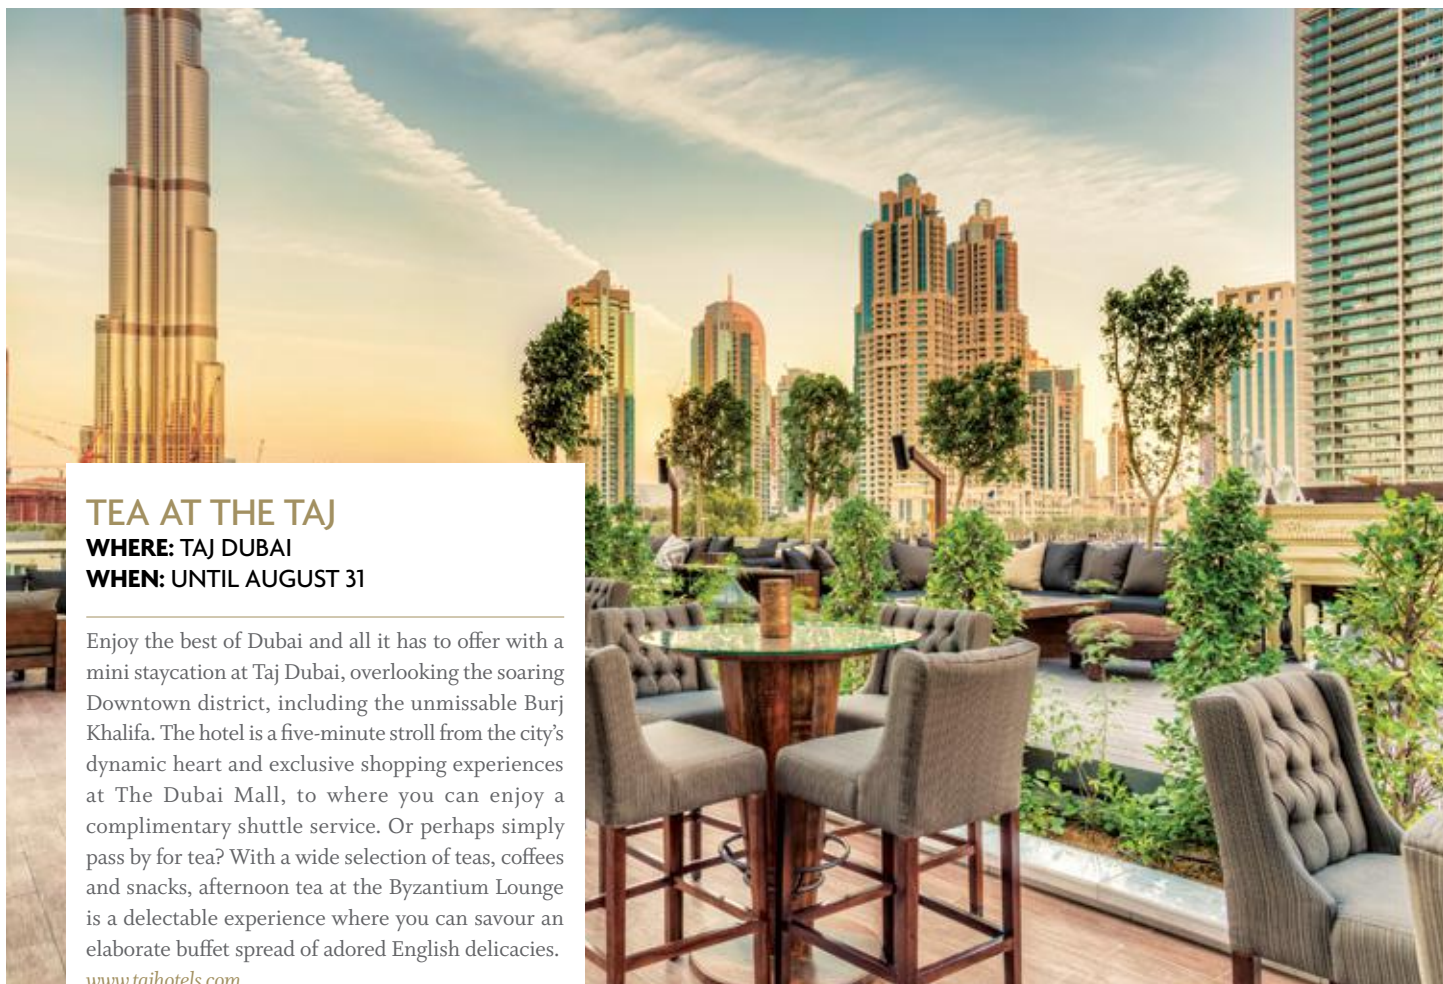 TEA AT THE TAJ
WHERE: TAJ DUBAI
WHEN: UNTIL AUGUST 31
Enjoy the best of Dubai and all it has to offer with a
mini staycation at Taj Dubai, overlooking the soaring
Downtown district, including the unmissable Burj
Khalifa. The hotel is a five-minute stroll from the city’s
dynamic heart and exclusive shopping experiences
at The Dubai Mall, to where you can enjoy a
complimentary shuttle service. Or perhaps simply
pass by for tea? With a wide selection of teas, coffees
and snacks, afternoon tea at the Byzantium Lounge
is a delectable experience where you can savour an
elaborate buffet spread of adored English delicacies.
www.tajhotels.com